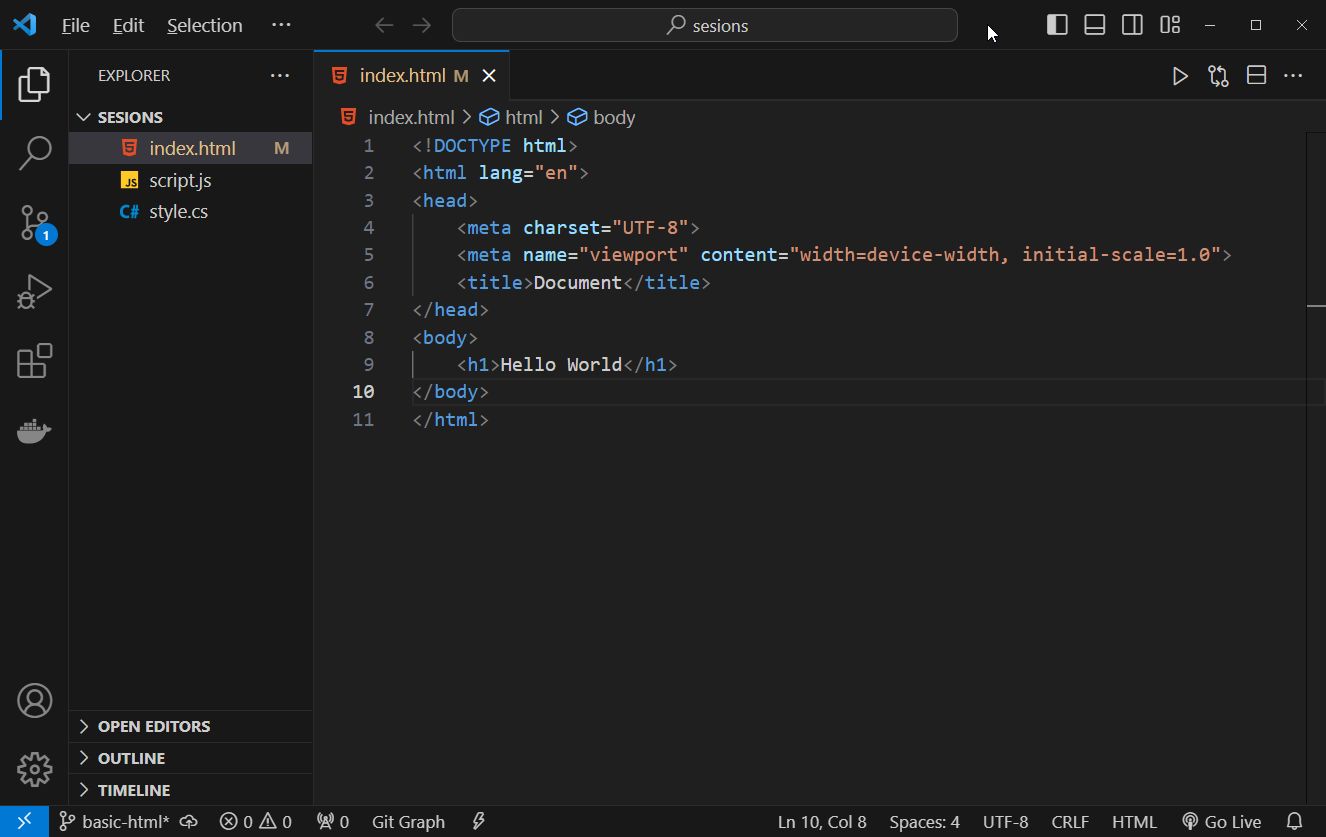 File Edit Selection ··· sesions
EXPLORER ···
SESIONS
index.html M
JS script.js
C# style.cs
OPEN EDITORS
OUTLINE
TIMELINE
index.html M
index.html > html > body
1 <!DOCTYPE html>
2 <html lang="en">
3 <head>
4 <meta charset="UTF-8">
5 <meta name="viewport" content="width=device-width, initial-scale=1.0">
6 <title>Document</title>
7 </head>
8 <body>
9 <h1>Hello World</h1>
10 </body>
11 </html>
1
basic-html* 0 0 0 Git Graph Ln 10, Col 8 Spaces: 4 UTF-8 CRLF HTML Go Live